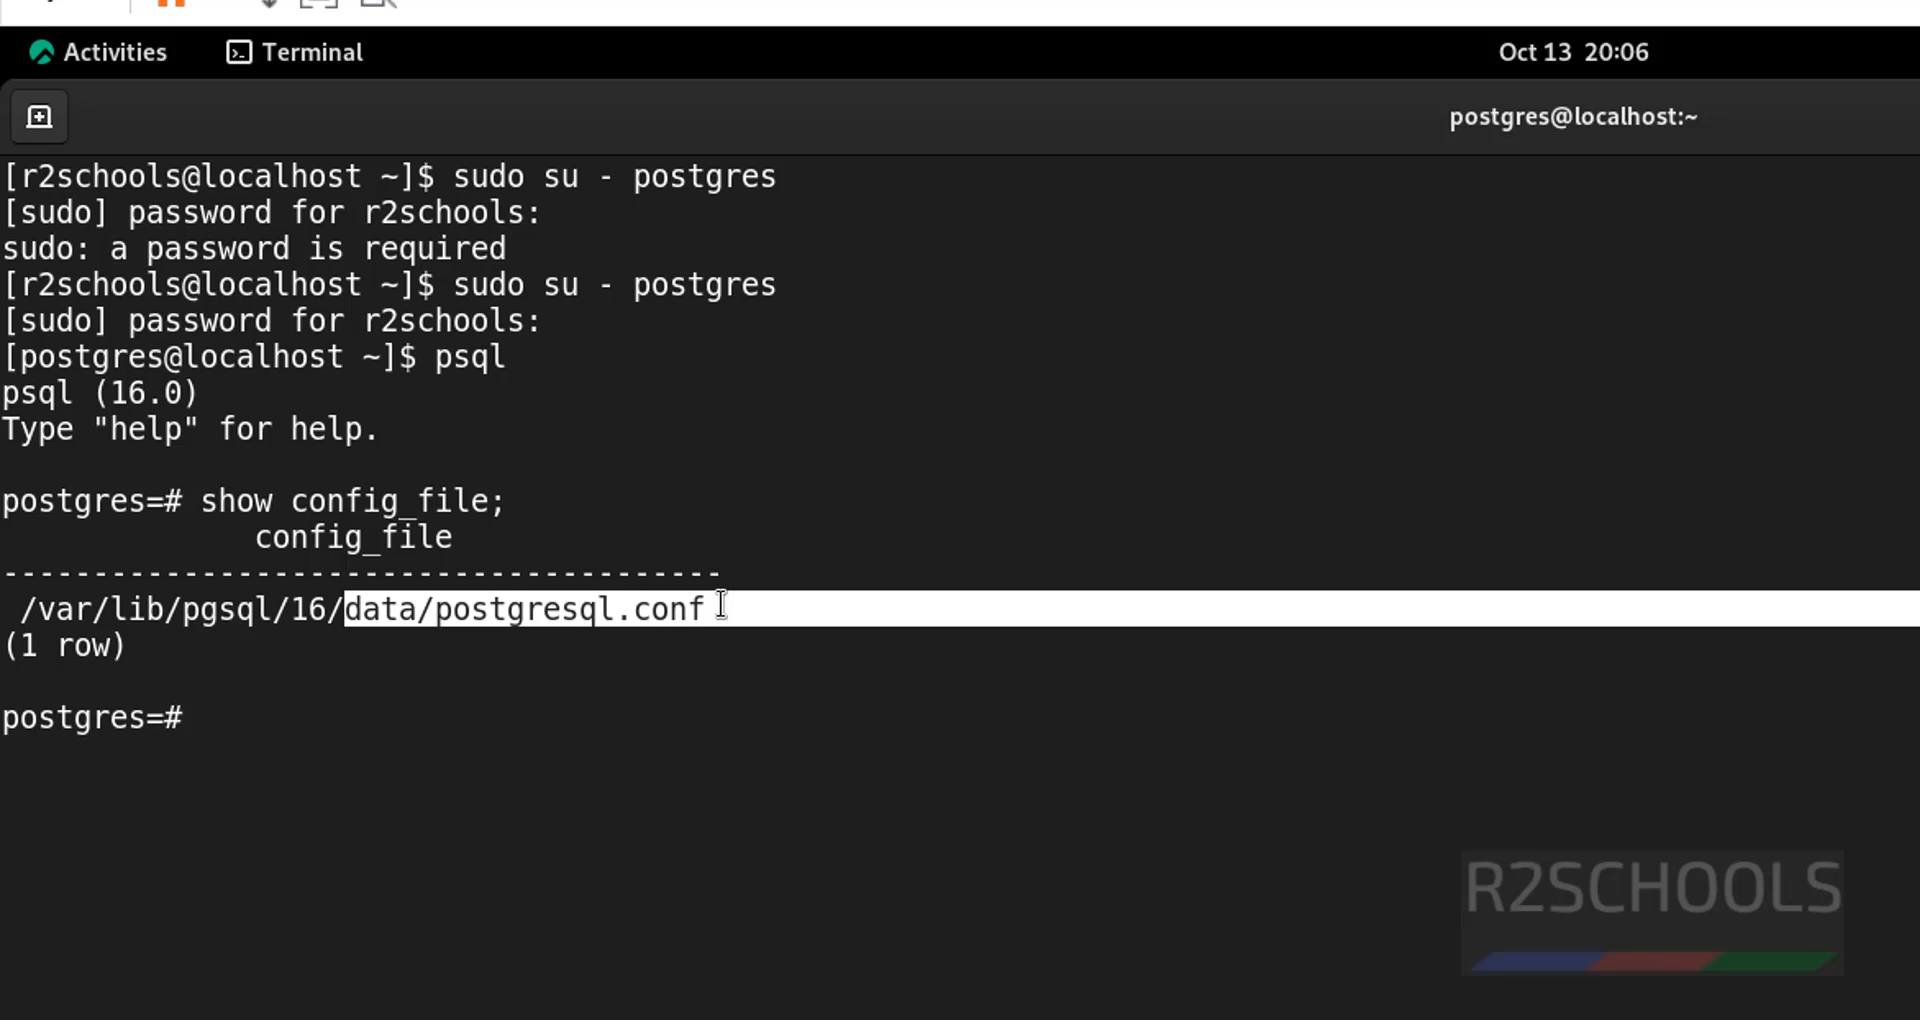 Activities
Terminal
Oct 13 20:06
postgres@localhost:~
[r2schools@localhost ~]$ sudo su - postgres
[sudo] password for r2schools:
sudo: a password is required
[r2schools@localhost ~]$ sudo su - postgres
[sudo] password for r2schools:
[postgres@localhost ~]$ psql
psql (16.0)
Type "help" for help.
postgres=# show config_file;
config_file
----------------------------------------
/var/lib/pgsql/16/data/postgresql.conf
(1 row)
postgres=#
R2SCHOOLS